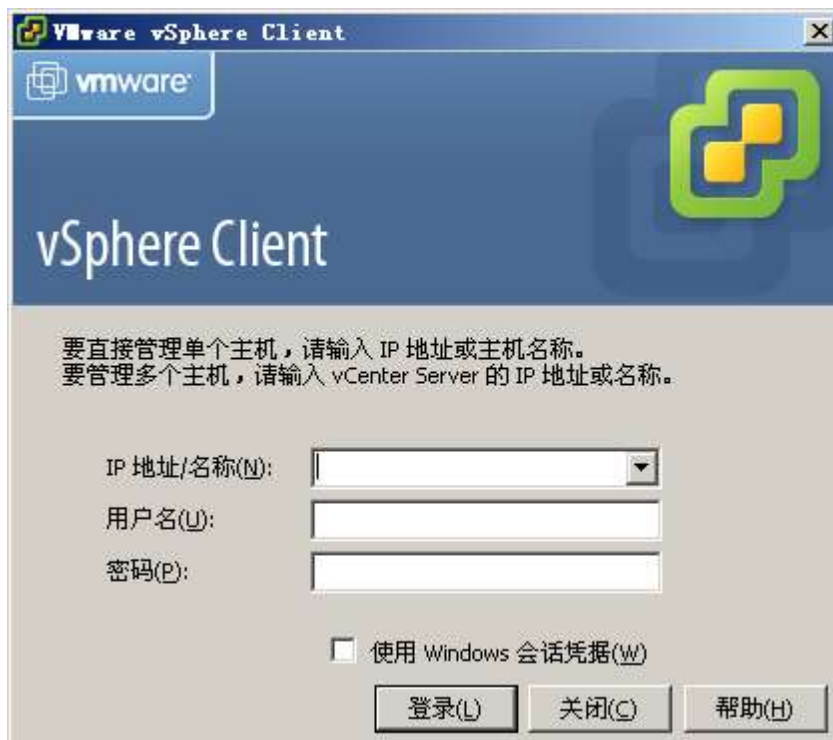 VMware vSphere Client
vmware
vSphere Client
要直接管理单个主机，请输入 IP 地址或主机名称。
要管理多个主机，请输入 vCenter Server 的 IP 地址或名称。
IP 地址/名称(N):
用户名(U):
密码(P):
使用 Windows 会话凭据(W)
登录(L) 关闭(C) 帮助(H)